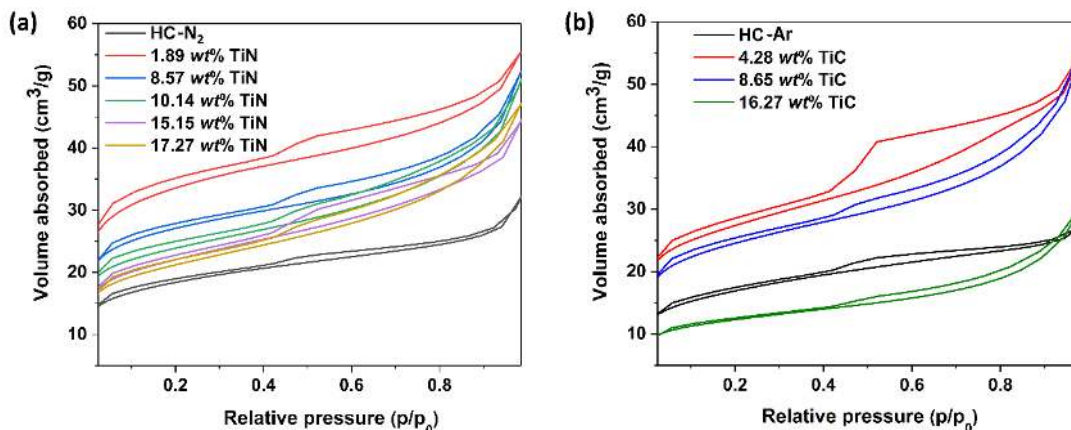 (a)
Volume absorbed (cm³/g)
60
50
40
30
20
10
HC-N₂
1.89 wt% TiN
8.57 wt% TiN
10.14 wt% TiN
15.15 wt% TiN
17.27 wt% TiN
0.2
0.4
0.6
0.8
Relative pressure (p/p₀)
(b)
Volume absorbed (cm³/g)
60
50
40
30
20
10
HC-Ar
4.28 wt% TiC
8.65 wt% TiC
16.27 wt% TiC
0.2
0.4
0.6
0.8
Relative pressure (p/p₀)